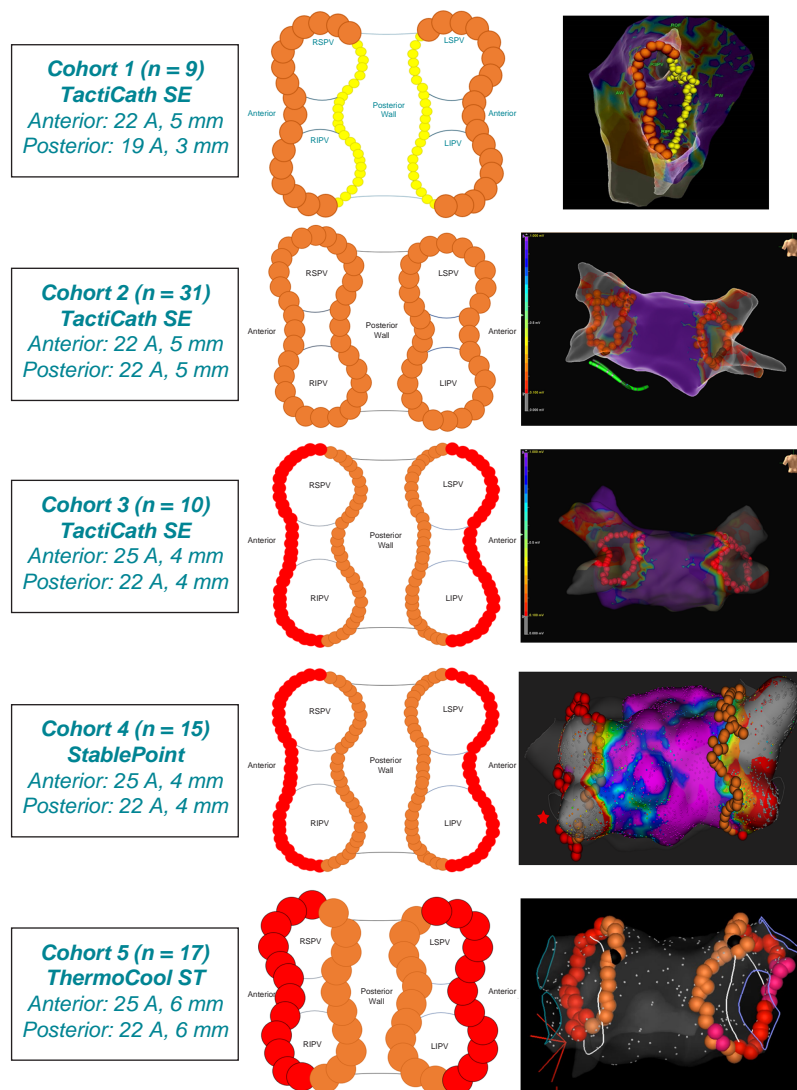 Cohort 1 (n = 9)
TactiCath SE
Anterior: 22 A, 5 mm
Posterior: 19 A, 3 mm
RSPV
LSPV
Anterior
Posterior
Wall
Anterior
RIPV
LIPV
Cohort 2 (n = 31)
TactiCath SE
Anterior: 22 A, 5 mm
Posterior: 22 A, 5 mm
RSPV
LSPV
Anterior
Posterior
Wall
Anterior
RIPV
LIPV
Cohort 3 (n = 10)
TactiCath SE
Anterior: 25 A, 4 mm
Posterior: 22 A, 4 mm
RSPV
LSPV
Anterior
Posterior
Wall
Anterior
RIPV
LIPV
Cohort 4 (n = 15)
StablePoint
Anterior: 25 A, 4 mm
Posterior: 22 A, 4 mm
RSPV
LSPV
Anterior
Posterior
Wall
Anterior
RIPV
LIPV
Cohort 5 (n = 17)
ThermoCool ST
Anterior: 25 A, 6 mm
Posterior: 22 A, 6 mm
RSPV
LSPV
Anterior
Posterior
Wall
Anterior
RIPV
LIPV